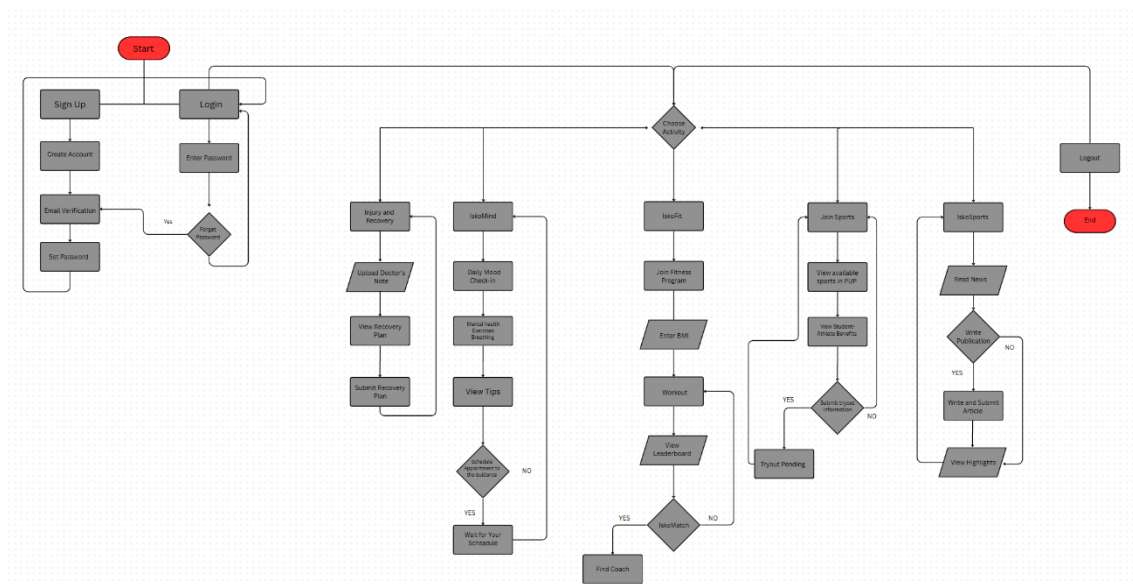 Start
Sign Up
Login
Create Account
Enter Password
Email Verification
Yes
Forget
Password
Set Password
Choose
Activity
Logout
End
Injury and
Recovery
Upload Doctor's
Note
View Recovery
Plan
Submit Recovery
Plan
IskoMind
Daily Mood
Check-in
Mental health
Exercises
Breathing
View Tips
Schedule
Appointment to
the Guidance
NO
YES
Wait for Your
Scheadule
IskoFit
Join Fitness
Program
Enter BMI
Workout
View
Leaderboard
IskoMatch
YES
NO
Find Coach
Join Sports
View available
sports in PUP
View Student-
Athlete Benefits
Submit tryout
information
YES
NO
Tryout Pending
IskoSports
Read News
Write
Publication
NO
YES
Write and Submit
Article
View Highlights